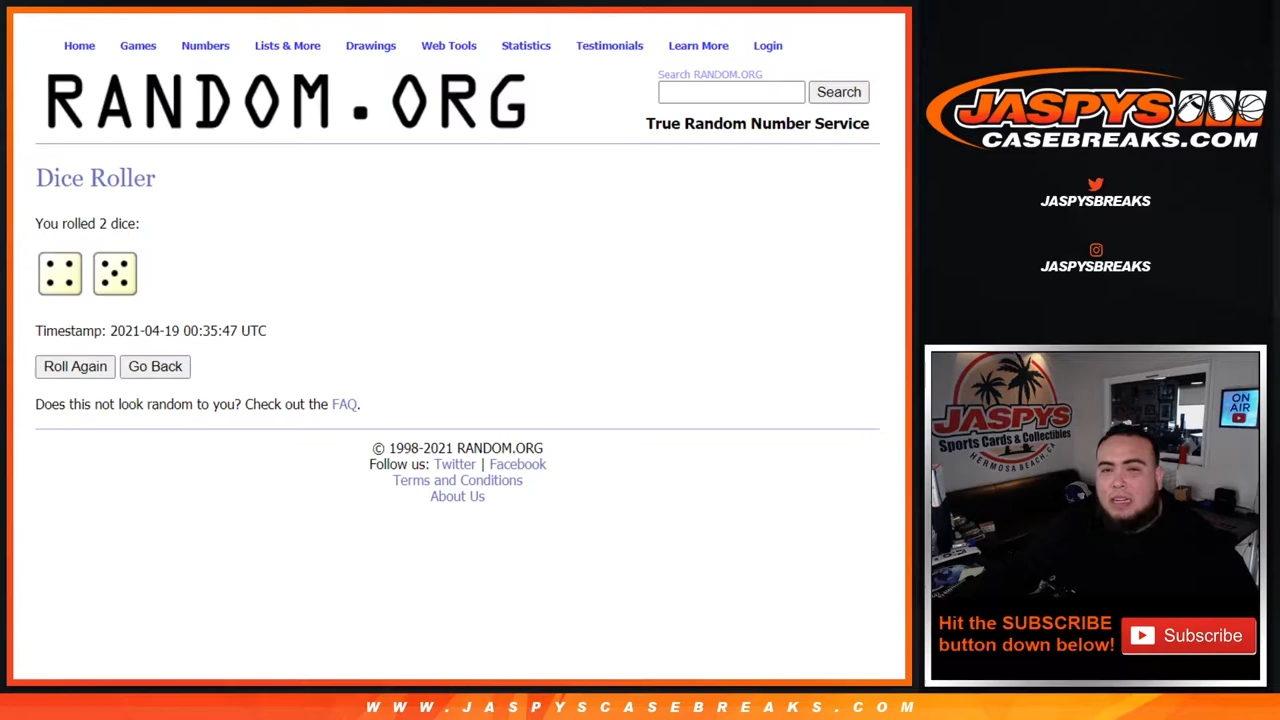 Home Games Numbers Lists & More Drawings Web Tools Statistics Testimonials Learn More Login
RANDOM.ORG
Search RANDOM.ORG
Search
True Random Number Service
Dice Roller
You rolled 2 dice:
Timestamp: 2021-04-19 00:35:47 UTC
Roll Again Go Back
Does this not look random to you? Check out the FAQ.
© 1998-2021 RANDOM.ORG
Follow us: Twitter | Facebook
Terms and Conditions
About Us
JASPYS
CASEBREAKS.COM
JASPYSBREAKS
JASPYSBREAKS
JASPYS
Sports Cards & Collectibles
HERMOSA BEACH, CA
ON
AIR
Hit the SUBSCRIBE
button down below!
Subscribe
WWW.JASPYSCASEBREAKS.COM